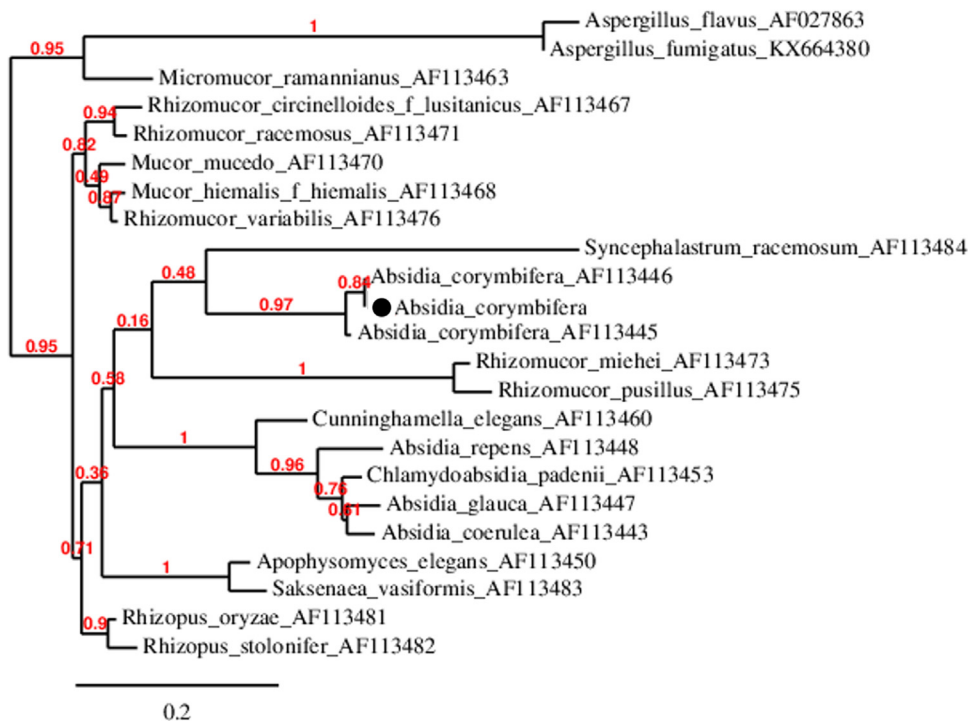 1
Aspergillus_flavus_AF027863
0.95
Aspergillus_fumigatus_KX664380
Micromucor_ramannianus_AF113463
Rhizomucor_circinelloides_f_lusitanicus_AF113467
0.94
Rhizomucor_racemosus_AF113471
0.82
Mucor_mucedo_AF113470
0.49
Mucor_hiemalis_f_hiemalis_AF113468
0.87
Rhizomucor_variabilis_AF113476
Syncephalastrum_racemosum_AF113484
0.48
0.84
Absidia_corymbifera_AF113446
0.97
Absidia_corymbifera
0.16
Absidia_corymbifera_AF113445
0.95
1
Rhizomucor_miehei_AF113473
0.58
Rhizomucor_pusillus_AF113475
Cunninghamella_elegans_AF113460
1
Absidia_repens_AF113448
0.96
0.36
Chlamydoabsidia_padenii_AF113453
0.76
Absidia_glauca_AF113447
0.61
Absidia_coerulea_AF113443
0.71
Apophysomyces_elegans_AF113450
1
Saksenaea_vasiformis_AF113483
Rhizopus_oryzae_AF113481
0.9
Rhizopus_stolonifer_AF113482
0.2